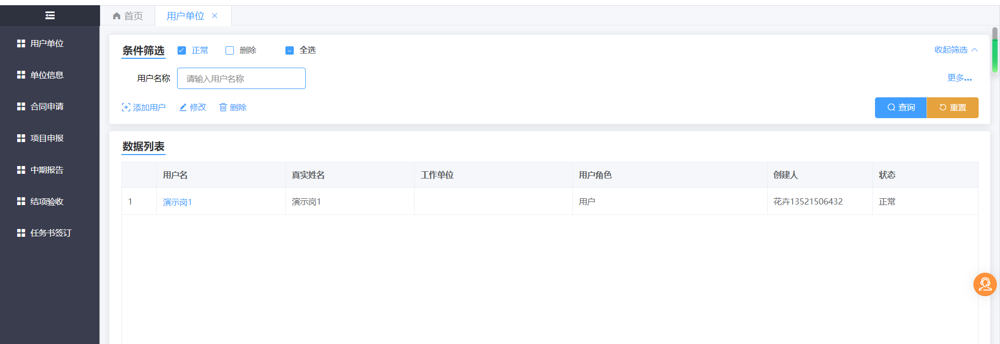 首页
用户单位
用户单位
单位信息
合同申请
项目申报
中期报告
结项验收
任务书签订
条件筛选 正常 删除 全选 收起筛选
用户名称 请输入用户名称 更多...
添加用户 修改 删除 查询 重置
数据列表
用户名 真实姓名 工作单位 用户角色 创建人 状态
1 演示岗1 演示岗1 用户 花卉13521506432 正常